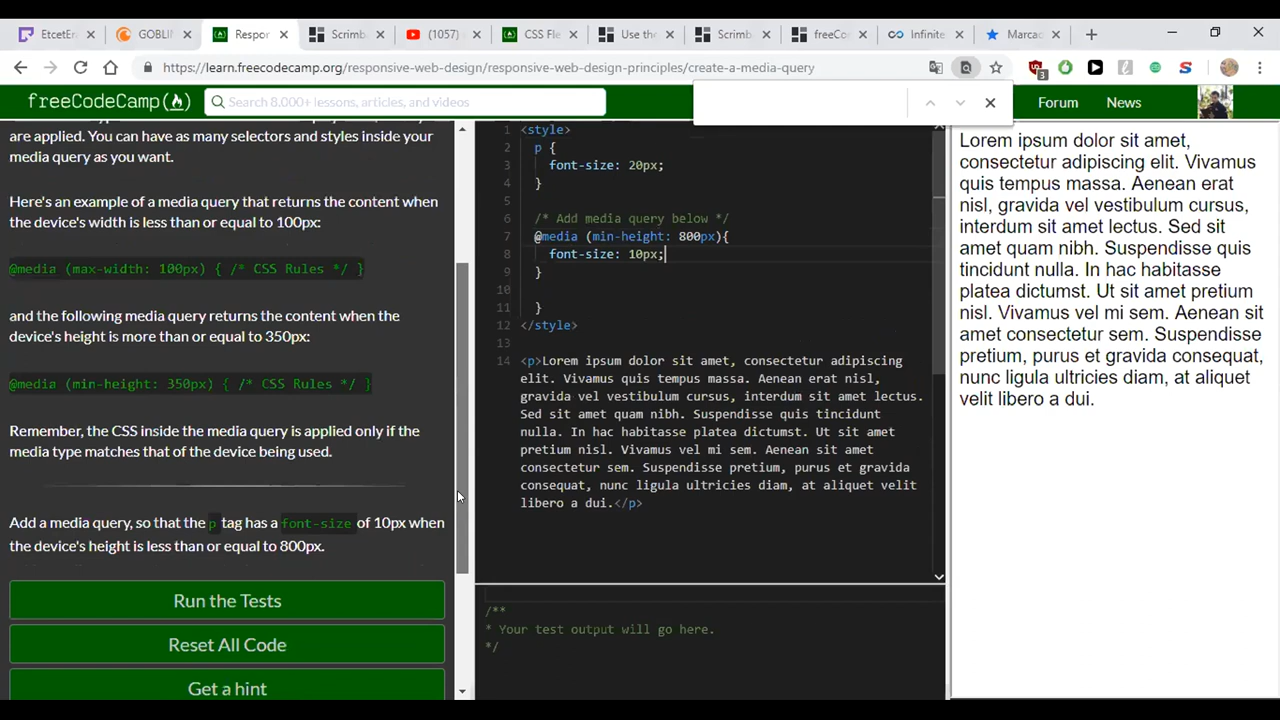 EtcetEn
GOBLIN
Respon
Scrimb
(1057)
CSS Fle
Use the
Scrimb
freeCo
Infinite
Marca
https://learn.freecodecamp.org/responsive-web-design/responsive-web-design-principles/create-a-media-query
3
freeCodeCamp
Search 8,000+ lessons, articles, and videos
Forum
News
are applied. You can have as many selectors and styles inside your
media query as you want.
Here's an example of a media query that returns the content when
the device's width is less than or equal to 100px:
@media (max-width: 100px) { /* CSS Rules */ }
and the following media query returns the content when the
device's height is more than or equal to 350px:
@media (min-height: 350px) { /* CSS Rules */ }
Remember, the CSS inside the media query is applied only if the
media type matches that of the device being used.
Add a media query, so that the p tag has a font-size of 10px when
the device's height is less than or equal to 800px.
Run the Tests
Reset All Code
Get a hint
1 <style>
2 p {
3 font-size: 20px;
4 }
5
6 /* Add media query below */
7 @media (min-height: 800px){
8 font-size: 10px;
9 }
10
11 }
12 </style>
13
14 <p>Lorem ipsum dolor sit amet, consectetur adipiscing
elit. Vivamus quis tempus massa. Aenean erat nisl,
gravida vel vestibulum cursus, interdum sit amet lectus.
Sed sit amet quam nibh. Suspendisse quis tincidunt
nulla. In hac habitasse platea dictumst. Ut sit amet
pretium nisl. Vivamus vel mi sem. Aenean sit amet
consectetur sem. Suspendisse pretium, purus et gravida
consequat, nunc ligula ultricies diam, at aliquet velit
libero a dui.</p>
/**
* Your test output will go here.
*/
Lorem ipsum dolor sit amet,
consectetur adipiscing elit. Vivamus
quis tempus massa. Aenean erat
nisl, gravida vel vestibulum cursus,
interdum sit amet lectus. Sed sit
amet quam nibh. Suspendisse quis
tincidunt nulla. In hac habitasse
platea dictumst. Ut sit amet pretium
nisl. Vivamus vel mi sem. Aenean sit
amet consectetur sem. Suspendisse
pretium, purus et gravida consequat,
nunc ligula ultricies diam, at aliquet
velit libero a dui.